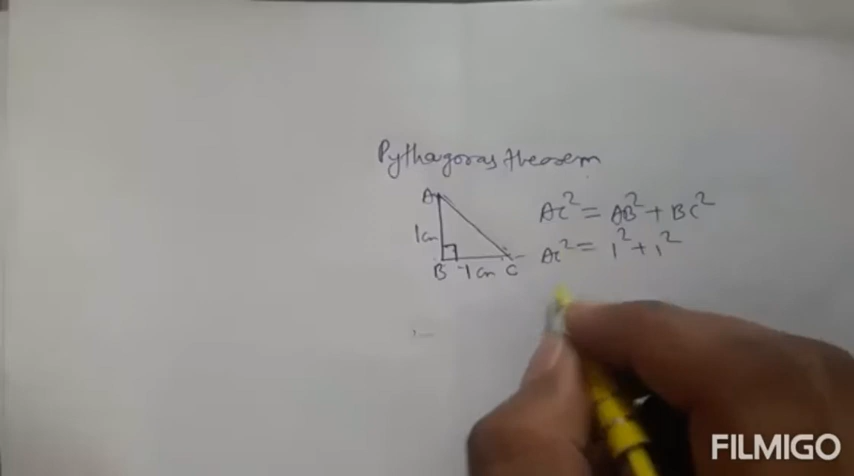 Pythagoras theorem
A
AC² = AB² + BC²
1cm
AC² = 1² + 1²
B 1cm C
FILMIGO